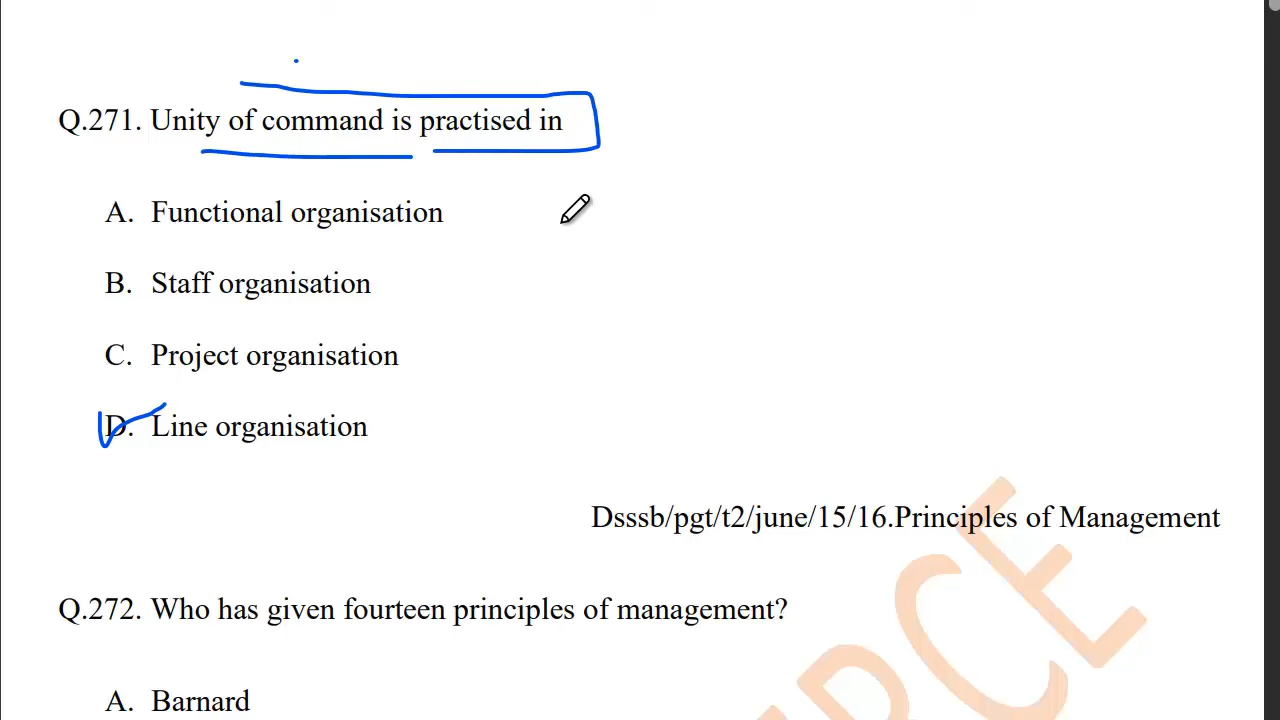 Q.271. Unity of command is practised in
A. Functional organisation
B. Staff organisation
C. Project organisation
D. Line organisation
Dsssb/pgt/t2/june/15/16.Principles of Management
Q.272. Who has given fourteen principles of management?
A. Barnard